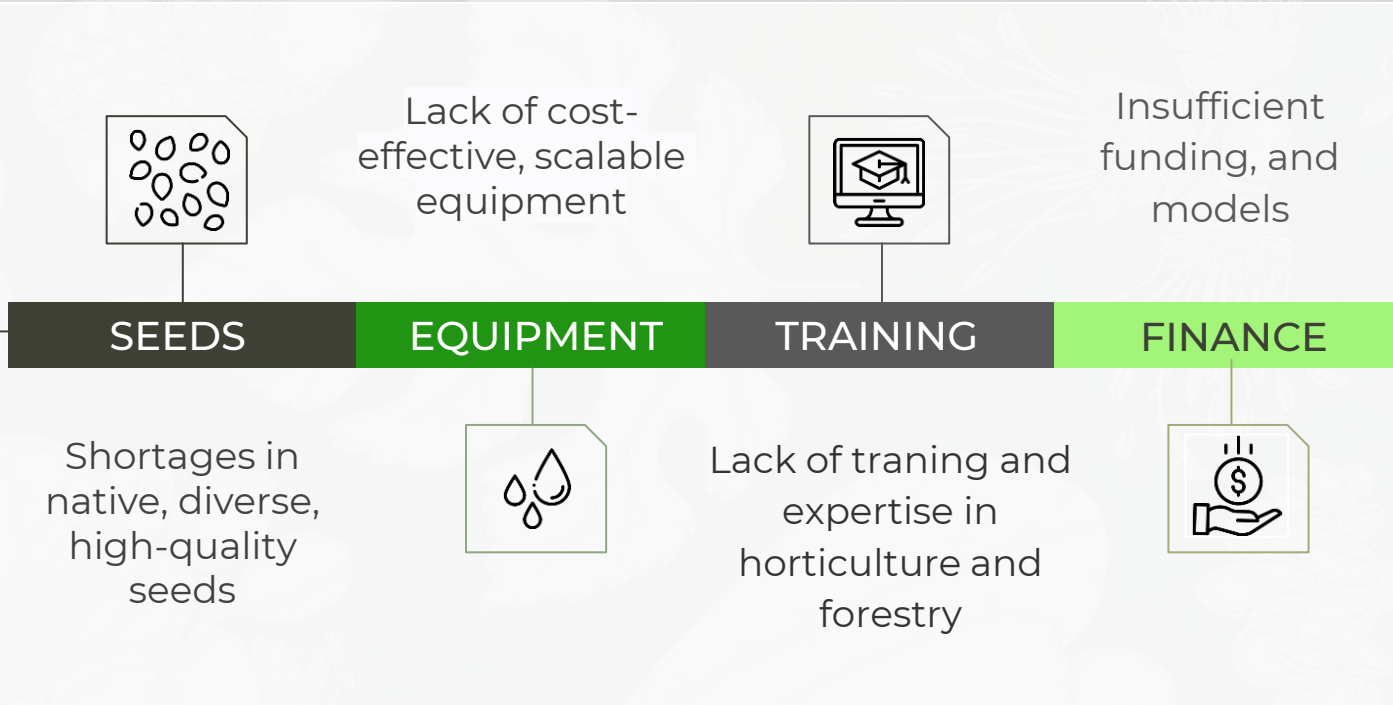 Lack of cost-
effective, scalable
equipment
Insufficient
funding, and
models
SEEDS
EQUIPMENT
TRAINING
FINANCE
Shortages in
native, diverse,
high-quality
seeds
Lack of traning and
expertise in
horticulture and
forestry
$